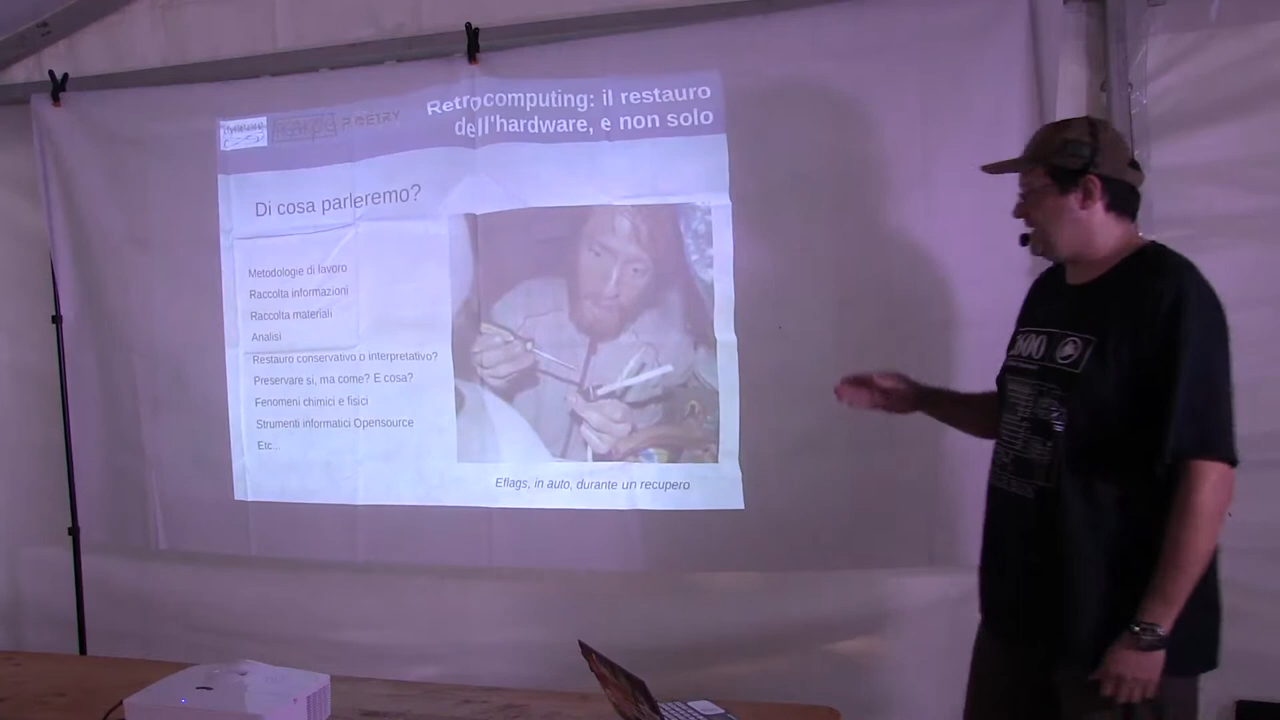 Retrocomputing: il restauro
dell'hardware, e non solo
Di cosa parleremo?
Metodologie di lavoro
Raccolta informazioni
Raccolta materiali
Analisi
Restauro conservativo o interpretativo?
Preservare si, ma come? E cosa?
Fenomeni chimici e fisici
Strumenti informatici Opensource
Etc...
Eflags, in auto, durante un recupero